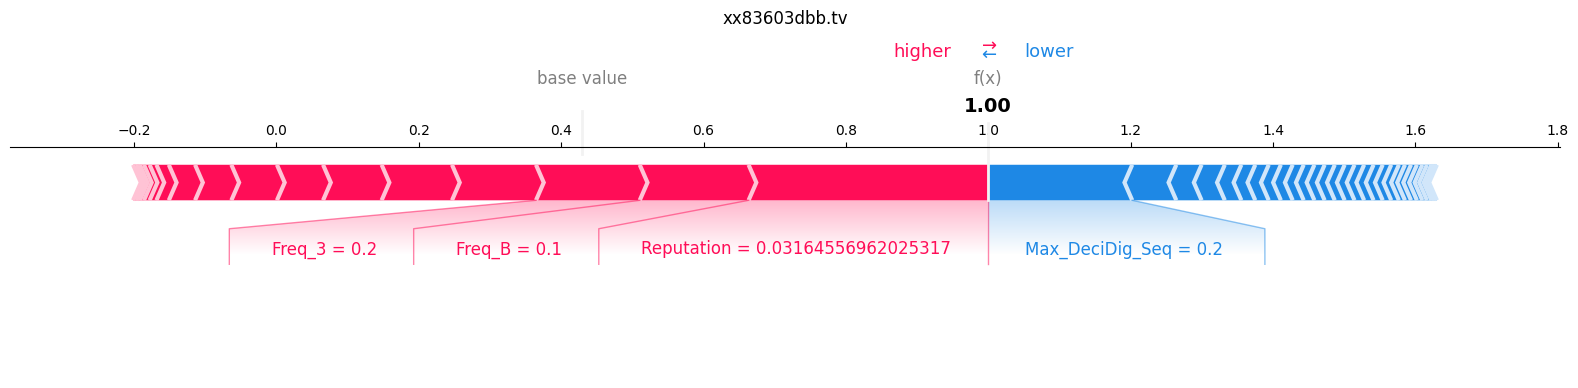 xx83603dbb.tv
higher ⇄ lower
base value f(x)
1.00
−0.2 0.0 0.2 0.4 0.6 0.8 1.0 1.2 1.4 1.6 1.8
Freq_3 = 0.2 Freq_B = 0.1 Reputation = 0.03164556962025317 Max_DeciDig_Seq = 0.2